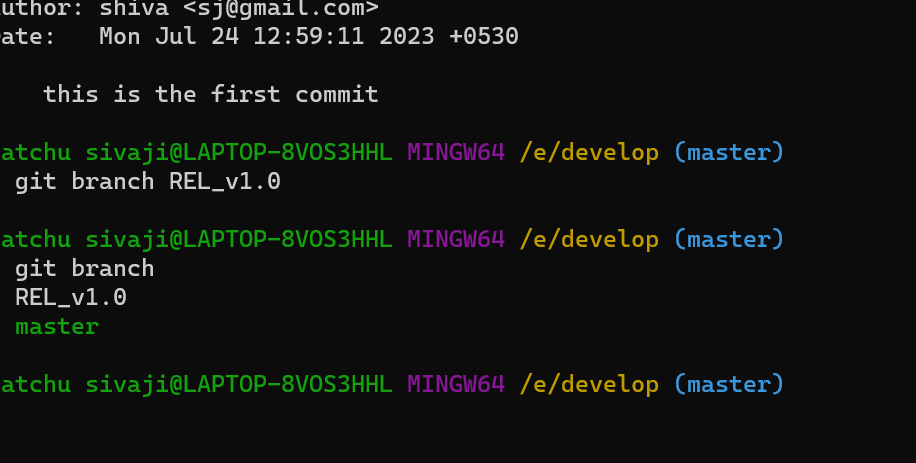 uthor: shiva <sj@gmail.com>
ate:   Mon Jul 24 12:59:11 2023 +0530
this is the first commit
atchu sivaji@LAPTOP-8VOS3HHL MINGW64 /e/develop (master)
git branch REL_v1.0
atchu sivaji@LAPTOP-8VOS3HHL MINGW64 /e/develop (master)
git branch
REL_v1.0
master
atchu sivaji@LAPTOP-8VOS3HHL MINGW64 /e/develop (master)